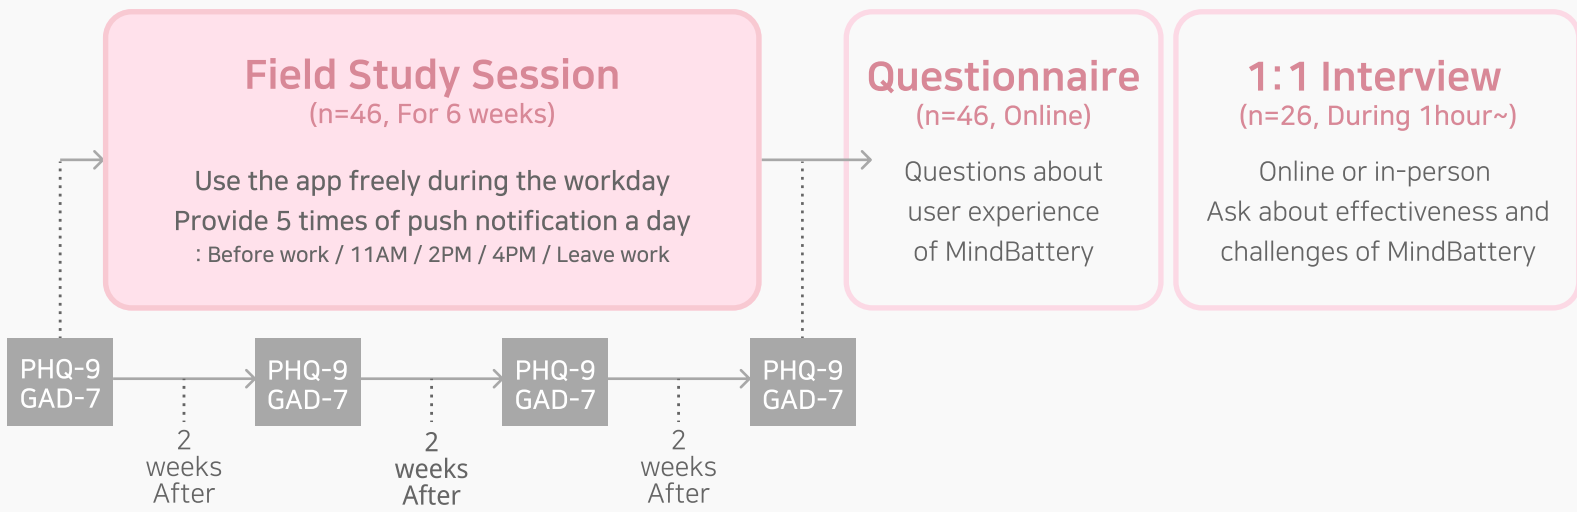 Field Study Session
(n=46, For 6 weeks)
Use the app freely during the workday
Provide 5 times of push notification a day
: Before work / 11AM / 2PM / 4PM / Leave work
Questionnaire
(n=46, Online)
Questions about
user experience
of MindBattery
1:1 Interview
(n=26, During 1hour~)
Online or in-person
Ask about effectiveness and
challenges of MindBattery
PHQ-9
GAD-7
PHQ-9
GAD-7
PHQ-9
GAD-7
PHQ-9
GAD-7
2
weeks
After
2
weeks
After
2
weeks
After